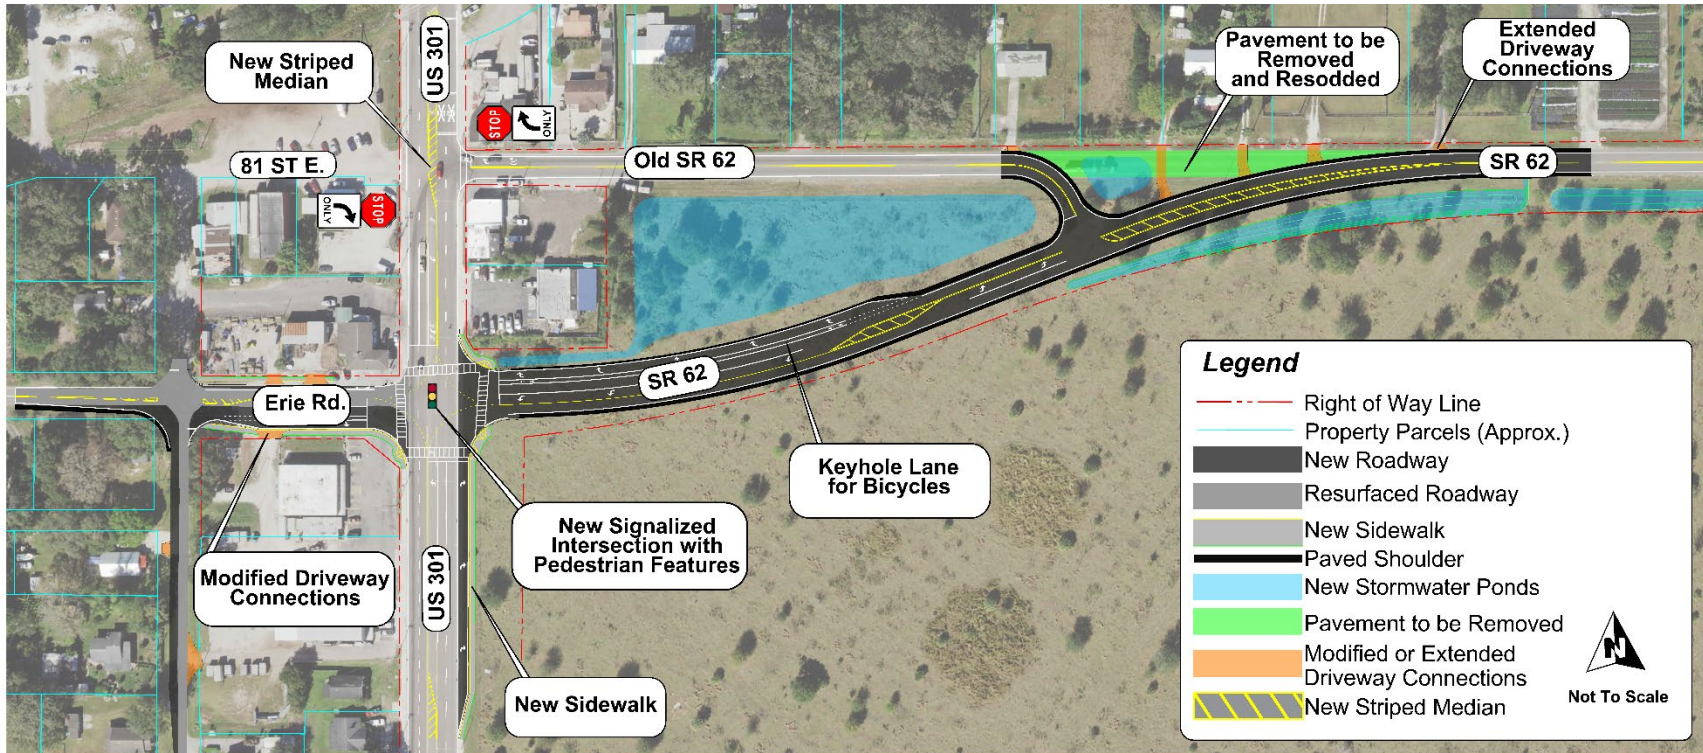 US 301
New Striped
Median
STOP
ONLY
Pavement to be
Removed
and Resodded
Extended
Driveway
Connections
81 ST E.
Old SR 62
SR 62
ONLY
STOP
SR 62
Erie Rd.
Keyhole Lane
for Bicycles
New Signalized
Intersection with
Pedestrian Features
Modified Driveway
Connections
US 301
New Sidewalk
Legend
Right of Way Line
Property Parcels (Approx.)
New Roadway
Resurfaced Roadway
New Sidewalk
Paved Shoulder
New Stormwater Ponds
Pavement to be Removed
Modified or Extended
Driveway Connections
New Striped Median
N
Not To Scale